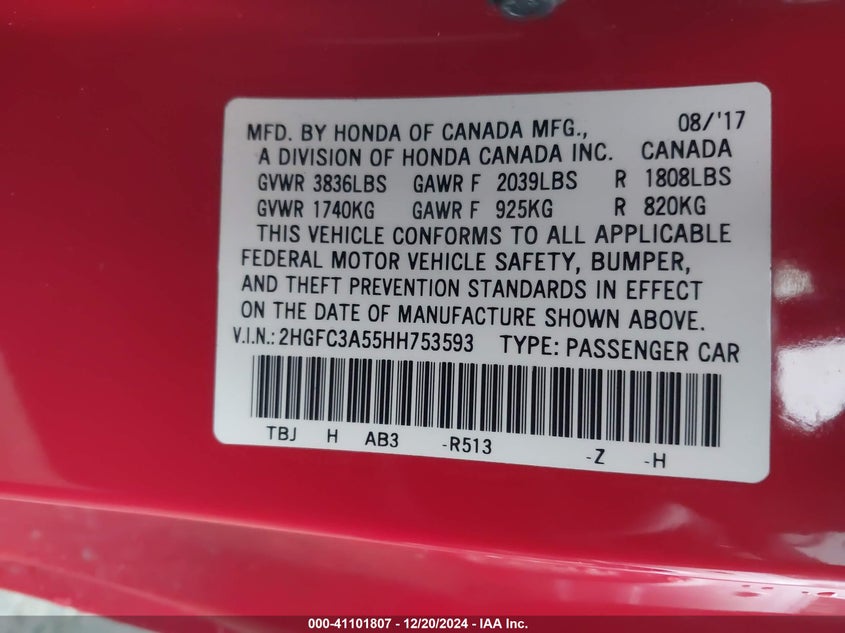 MFD. BY HONDA OF CANADA MFG., 08/'17
A DIVISION OF HONDA CANADA INC. CANADA
GVWR 3836LBS GAWR F 2039LBS R 1808LBS
GVWR 1740KG GAWR F 925KG R 820KG
THIS VEHICLE CONFORMS TO ALL APPLICABLE
FEDERAL MOTOR VEHICLE SAFETY, BUMPER,
AND THEFT PREVENTION STANDARDS IN EFFECT
ON THE DATE OF MANUFACTURE SHOWN ABOVE.
V.I.N.: 2HGFC3A55HH753593 TYPE: PASSENGER CAR
TBJ H AB3 -R513 -Z -H
000-41101807 - 12/20/2024 - IAA Inc.